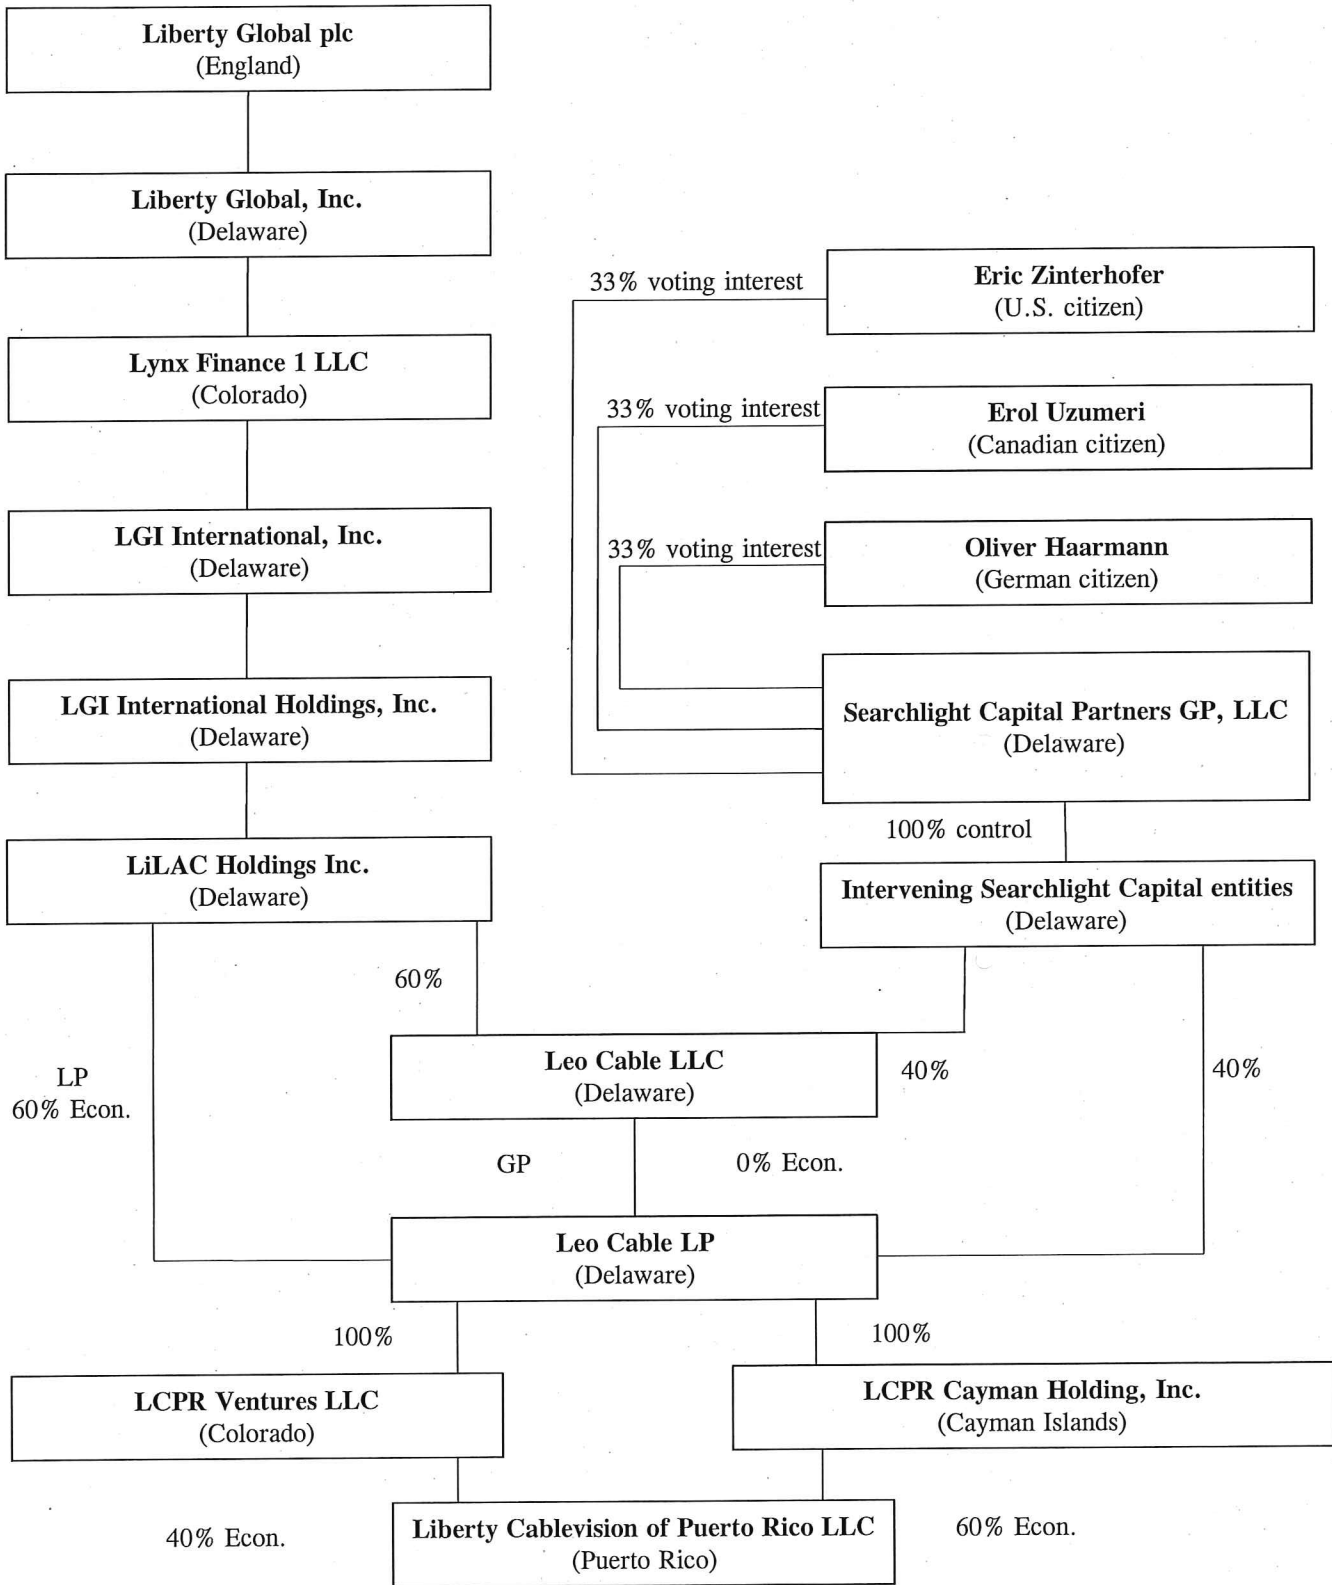 Liberty Global plc
(England)
Liberty Global, Inc.
(Delaware)
Lynx Finance 1 LLC
(Colorado)
LGI International, Inc.
(Delaware)
LGI International Holdings, Inc.
(Delaware)
LiLAC Holdings Inc.
(Delaware)
33% voting interest
Eric Zinterhofer
(U.S. citizen)
33% voting interest
Erol Uzumeri
(Canadian citizen)
33% voting interest
Oliver Haarmann
(German citizen)
Searchlight Capital Partners GP, LLC
(Delaware)
100% control
Intervening Searchlight Capital entities
(Delaware)
60%
Leo Cable LLC
(Delaware)
40%
40%
LP
60% Econ.
GP
0% Econ.
Leo Cable LP
(Delaware)
100%
100%
LCPR Ventures LLC
(Colorado)
LCPR Cayman Holding, Inc.
(Cayman Islands)
40% Econ.
Liberty Cablevision of Puerto Rico LLC
(Puerto Rico)
60% Econ.